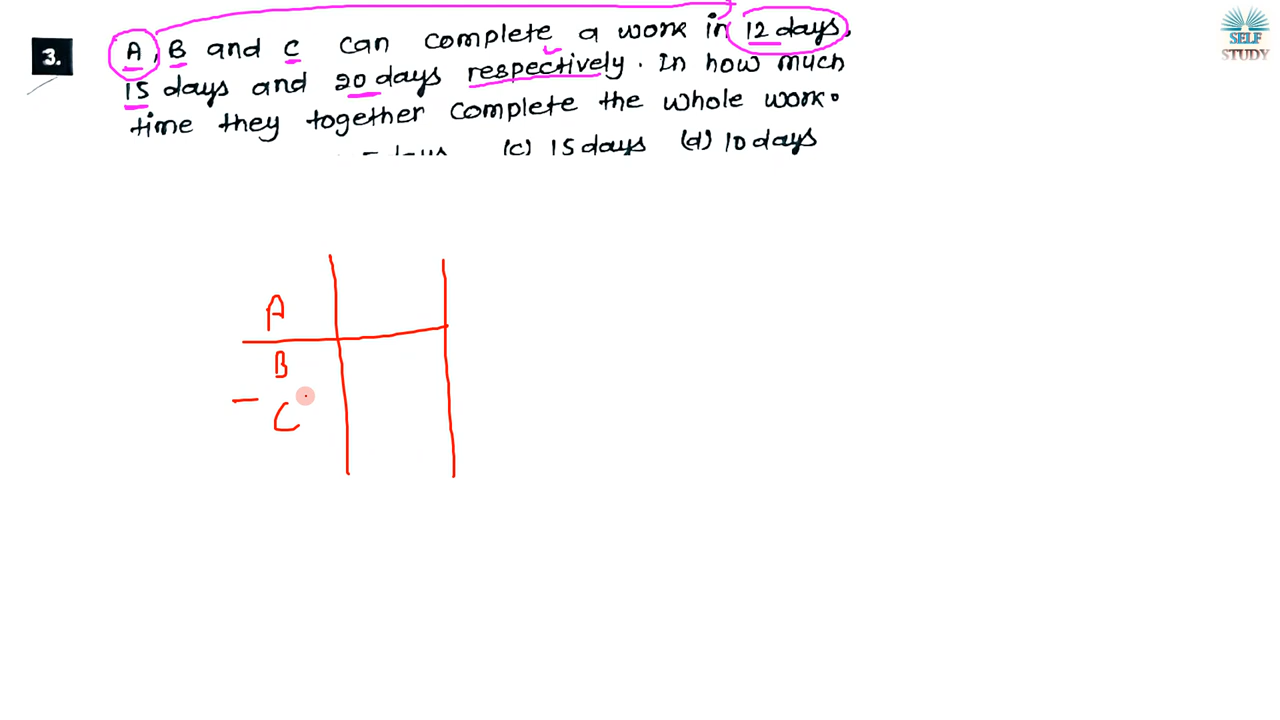 3. A, B and C can complete a work in 12 days,
15 days and 20 days respectively. In how much
time they together complete the whole work.
(c) 15 days (d) 10 days
SELF
STUDY
A
B
C